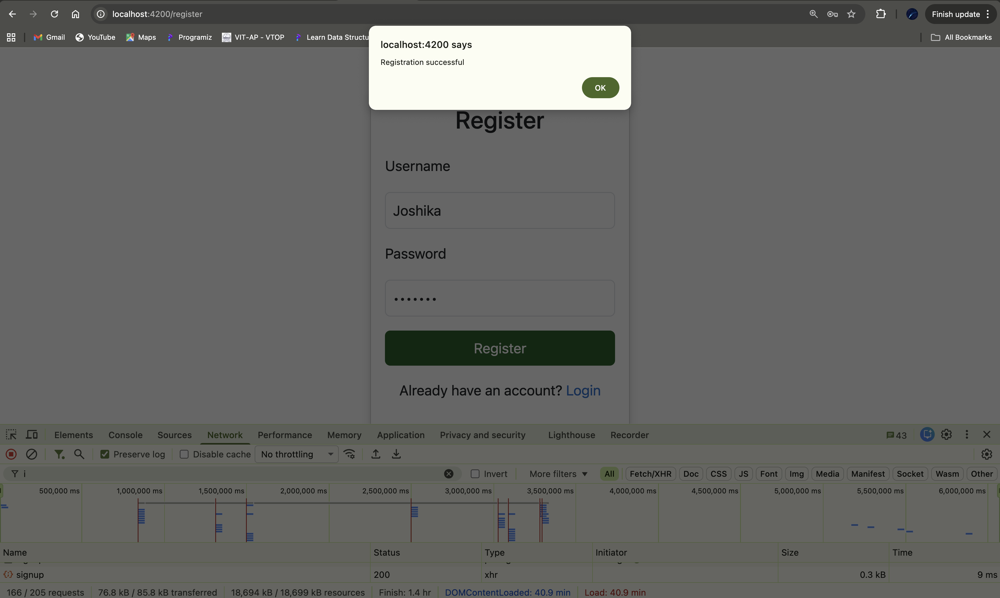 localhost:4200/register
Finish update
Gmail
YouTube
Maps
Programiz
VIT-AP - VTOP
Learn Data Structu
All Bookmarks
localhost:4200 says
Registration successful
OK
Register
Username
Joshika
Password
Register
Already have an account? Login
Elements
Console
Sources
Network
Performance
Memory
Application
Privacy and security
Lighthouse
Recorder
43
Preserve log
Disable cache
No throttling
i
Invert
More filters
All
Fetch/XHR
Doc
CSS
JS
Font
Img
Media
Manifest
Socket
Wasm
Other
500,000 ms
1,000,000 ms
1,500,000 ms
2,000,000 ms
2,500,000 ms
3,000,000 ms
3,500,000 ms
4,000,000 ms
4,500,000 ms
5,000,000 ms
5,500,000 ms
6,000,000 ms
Name
Status
Type
Initiator
Size
Time
signup
200
xhr
0.3 kB
9 ms
166 / 205 requests
76.8 kB / 85.8 kB transferred
18,694 kB / 18,699 kB resources
Finish: 1.4 hr
DOMContentLoaded: 40.9 min
Load: 40.9 min